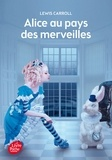 LEWIS CARROLL
Alice au pays
des merveilles